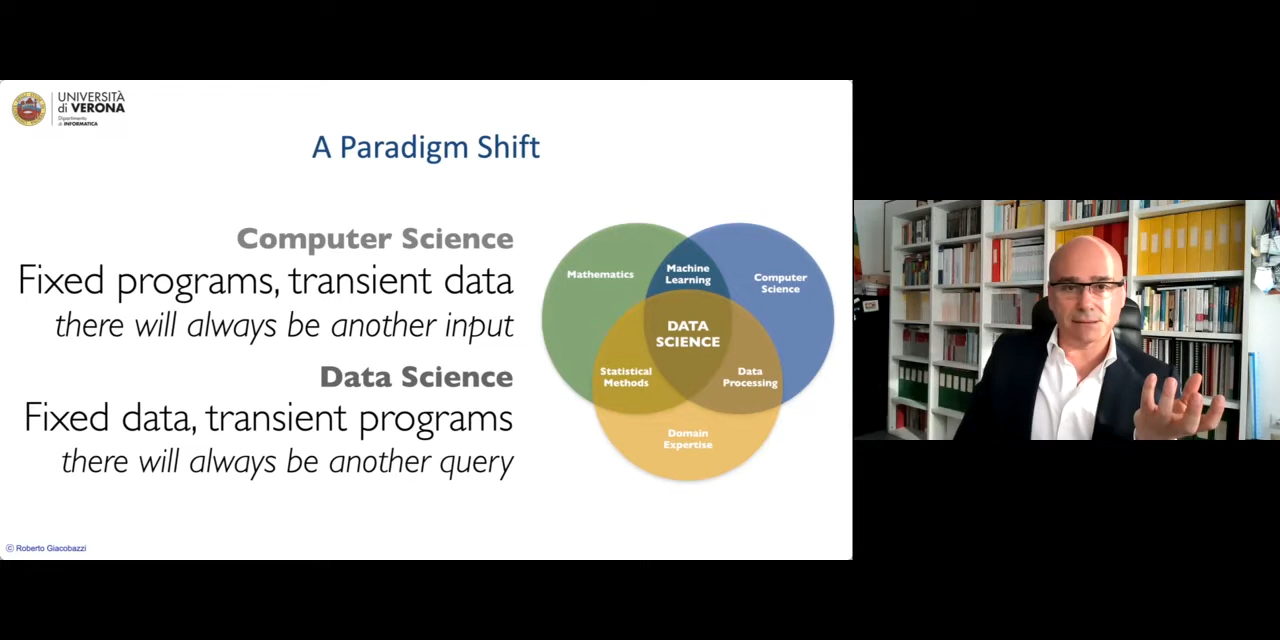 UNIVERSITÀ
di VERONA
Dipartimento
di INFORMATICA
A Paradigm Shift
Computer Science
Fixed programs, transient data
there will always be another input
Data Science
Fixed data, transient programs
there will always be another query
Mathematics
Machine
Learning
Computer
Science
DATA
SCIENCE
Statistical
Methods
Data
Processing
Domain
Expertise
© Roberto Giacobazzi